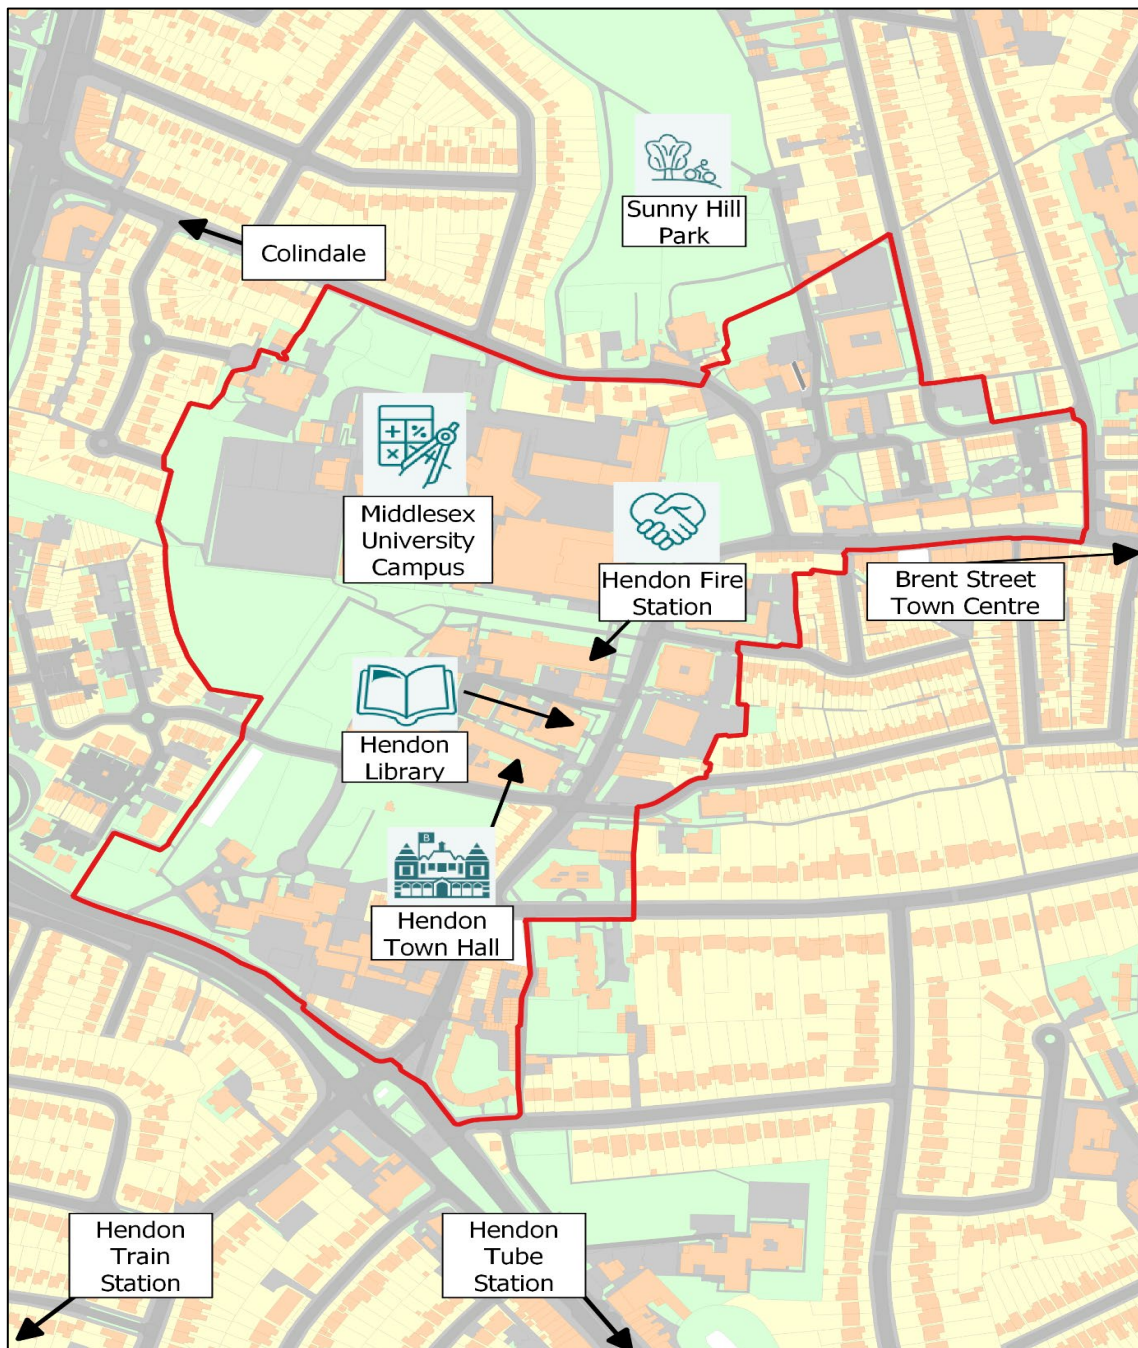 Sunny Hill
Park
Colindale
Middlesex
University
Campus
Hendon Fire
Station
Brent Street
Town Centre
Hendon
Library
B
Hendon
Town Hall
Hendon
Train
Station
Hendon
Tube
Station